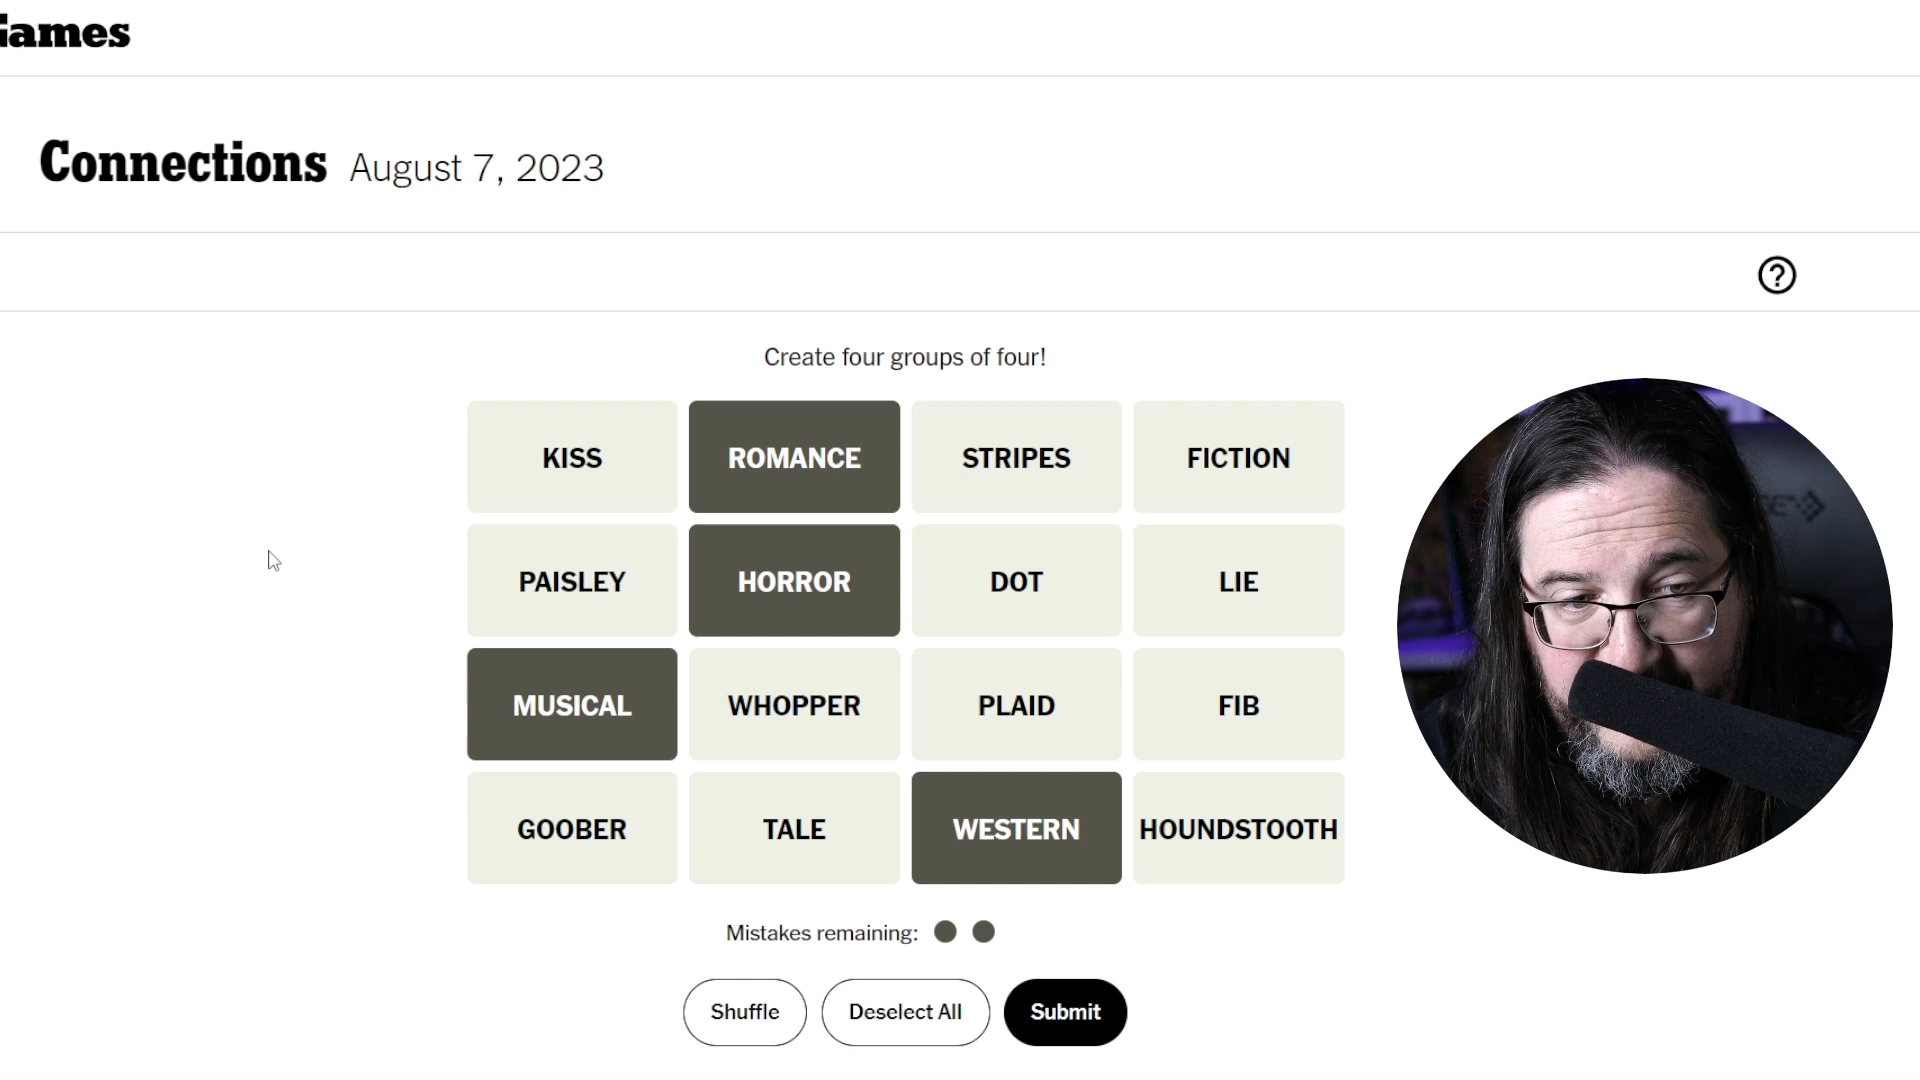 Games
Connections August 7, 2023
?
Create four groups of four!
KISS ROMANCE STRIPES FICTION
PAISLEY HORROR DOT LIE
MUSICAL WHOPPER PLAID FIB
GOOBER TALE WESTERN HOUNDSTOOTH
Mistakes remaining:
Shuffle Deselect All Submit